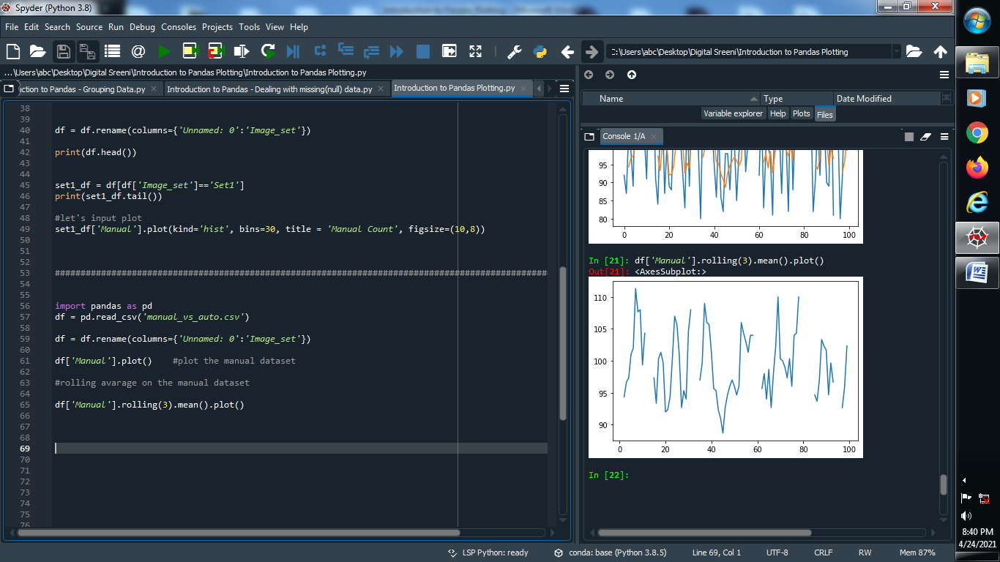 Spyder (Python 3.8)
File Edit Search Source Run Debug Consoles Projects Tools View Help
C:\Users\abc\Desktop\Digital Sreeni\Introduction to Pandas Plotting
...\Users\abc\Desktop\Digital Sreeni\Introduction to Pandas Plotting\Introduction to Pandas Plotting.py
ction to Pandas - Grouping Data.py Introduction to Pandas - Dealing with missing(null) data.py Introduction to Pandas Plotting.py
38
39
40 df = df.rename(columns={'Unnamed: 0':'Image_set'})
41
42 print(df.head())
43
44
45 set1_df = df[df['Image_set']=='Set1']
46 print(set1_df.tail())
47
48 #let's input plot
49 set1_df['Manual'].plot(kind='hist', bins=30, title = 'Manual Count', figsize=(10,8))
50
51
52
53 ################################################################################################
54
55
56 import pandas as pd
57 df = pd.read_csv('manual_vs_auto.csv')
58
59 df = df.rename(columns={'Unnamed: 0':'Image_set'})
60
61 df['Manual'].plot() #plot the manual dataset
62
63 #rolling avarage on the manual dataset
64
65 df['Manual'].rolling(3).mean().plot()
66
67
68
69
70
71
72
73
74
75
76
Name Type Date Modified
Variable explorer Help Plots Files
Console 1/A
95
90
85
80
0 20 40 60 80 100
In [21]: df['Manual'].rolling(3).mean().plot()
Out[21]: <AxesSubplot:>
110
105
100
95
90
0 20 40 60 80 100
In [22]:
LSP Python: ready conda: base (Python 3.8.5) Line 69, Col 1 UTF-8 CRLF RW Mem 87%
8:40 PM
4/24/2021